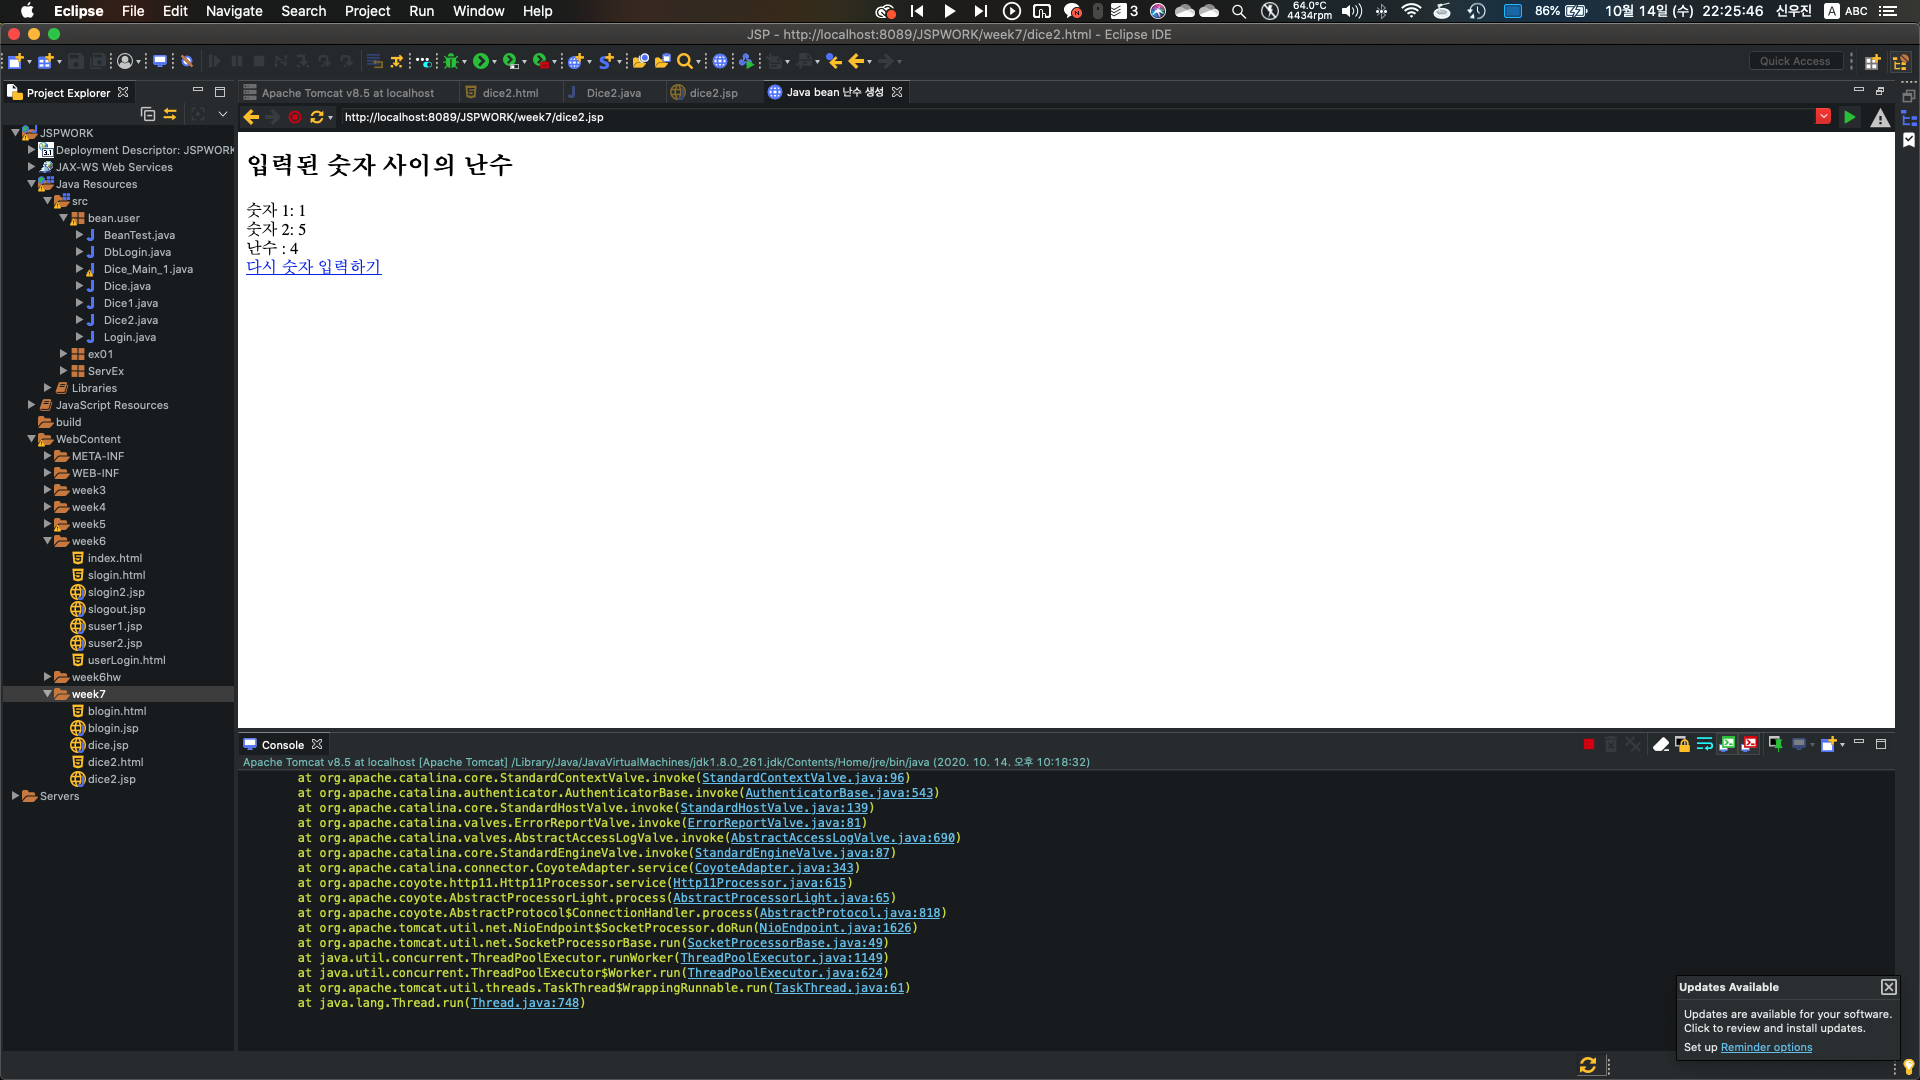 Eclipse File Edit Navigate Search Project Run Window Help
3 64.0°C 4434rpm 86% 10월 14일 (수) 22:25:46 신우진 A ABC
JSP - http://localhost:8089/JSPWORK/week7/dice2.html - Eclipse IDE
Quick Access
Project Explorer
Apache Tomcat v8.5 at localhost dice2.html Dice2.java dice2.jsp Java bean 난수 생성
http://localhost:8089/JSPWORK/week7/dice2.jsp
JSPWORK
Deployment Descriptor: JSPWORK
JAX-WS Web Services
Java Resources
src
bean.user
BeanTest.java
DbLogin.java
Dice_Main_1.java
Dice.java
Dice1.java
Dice2.java
Login.java
ex01
ServEx
Libraries
JavaScript Resources
build
WebContent
META-INF
WEB-INF
week3
week4
week5
week6
index.html
slogin.html
slogin2.jsp
slogout.jsp
suser1.jsp
suser2.jsp
userLogin.html
week6hw
week7
blogin.html
blogin.jsp
dice.jsp
dice2.html
dice2.jsp
Servers
입력된 숫자 사이의 난수
숫자 1: 1
숫자 2: 5
난수 : 4
다시 숫자 입력하기
Console
Apache Tomcat v8.5 at localhost [Apache Tomcat] /Library/Java/JavaVirtualMachines/jdk1.8.0_261.jdk/Contents/Home/jre/bin/java (2020. 10. 14. 오후 10:18:32)
at org.apache.catalina.core.StandardContextValve.invoke(StandardContextValve.java:96)
at org.apache.catalina.authenticator.AuthenticatorBase.invoke(AuthenticatorBase.java:543)
at org.apache.catalina.core.StandardHostValve.invoke(StandardHostValve.java:139)
at org.apache.catalina.valves.ErrorReportValve.invoke(ErrorReportValve.java:81)
at org.apache.catalina.valves.AbstractAccessLogValve.invoke(AbstractAccessLogValve.java:690)
at org.apache.catalina.core.StandardEngineValve.invoke(StandardEngineValve.java:87)
at org.apache.catalina.connector.CoyoteAdapter.service(CoyoteAdapter.java:343)
at org.apache.coyote.http11.Http11Processor.service(Http11Processor.java:615)
at org.apache.coyote.AbstractProcessorLight.process(AbstractProcessorLight.java:65)
at org.apache.coyote.AbstractProtocol$ConnectionHandler.process(AbstractProtocol.java:818)
at org.apache.tomcat.util.net.NioEndpoint$SocketProcessor.doRun(NioEndpoint.java:1626)
at org.apache.tomcat.util.net.SocketProcessorBase.run(SocketProcessorBase.java:49)
at java.util.concurrent.ThreadPoolExecutor.runWorker(ThreadPoolExecutor.java:1149)
at java.util.concurrent.ThreadPoolExecutor$Worker.run(ThreadPoolExecutor.java:624)
at org.apache.tomcat.util.threads.TaskThread$WrappingRunnable.run(TaskThread.java:61)
at java.lang.Thread.run(Thread.java:748)
Updates Available
Updates are available for your software.
Click to review and install updates.
Set up Reminder options